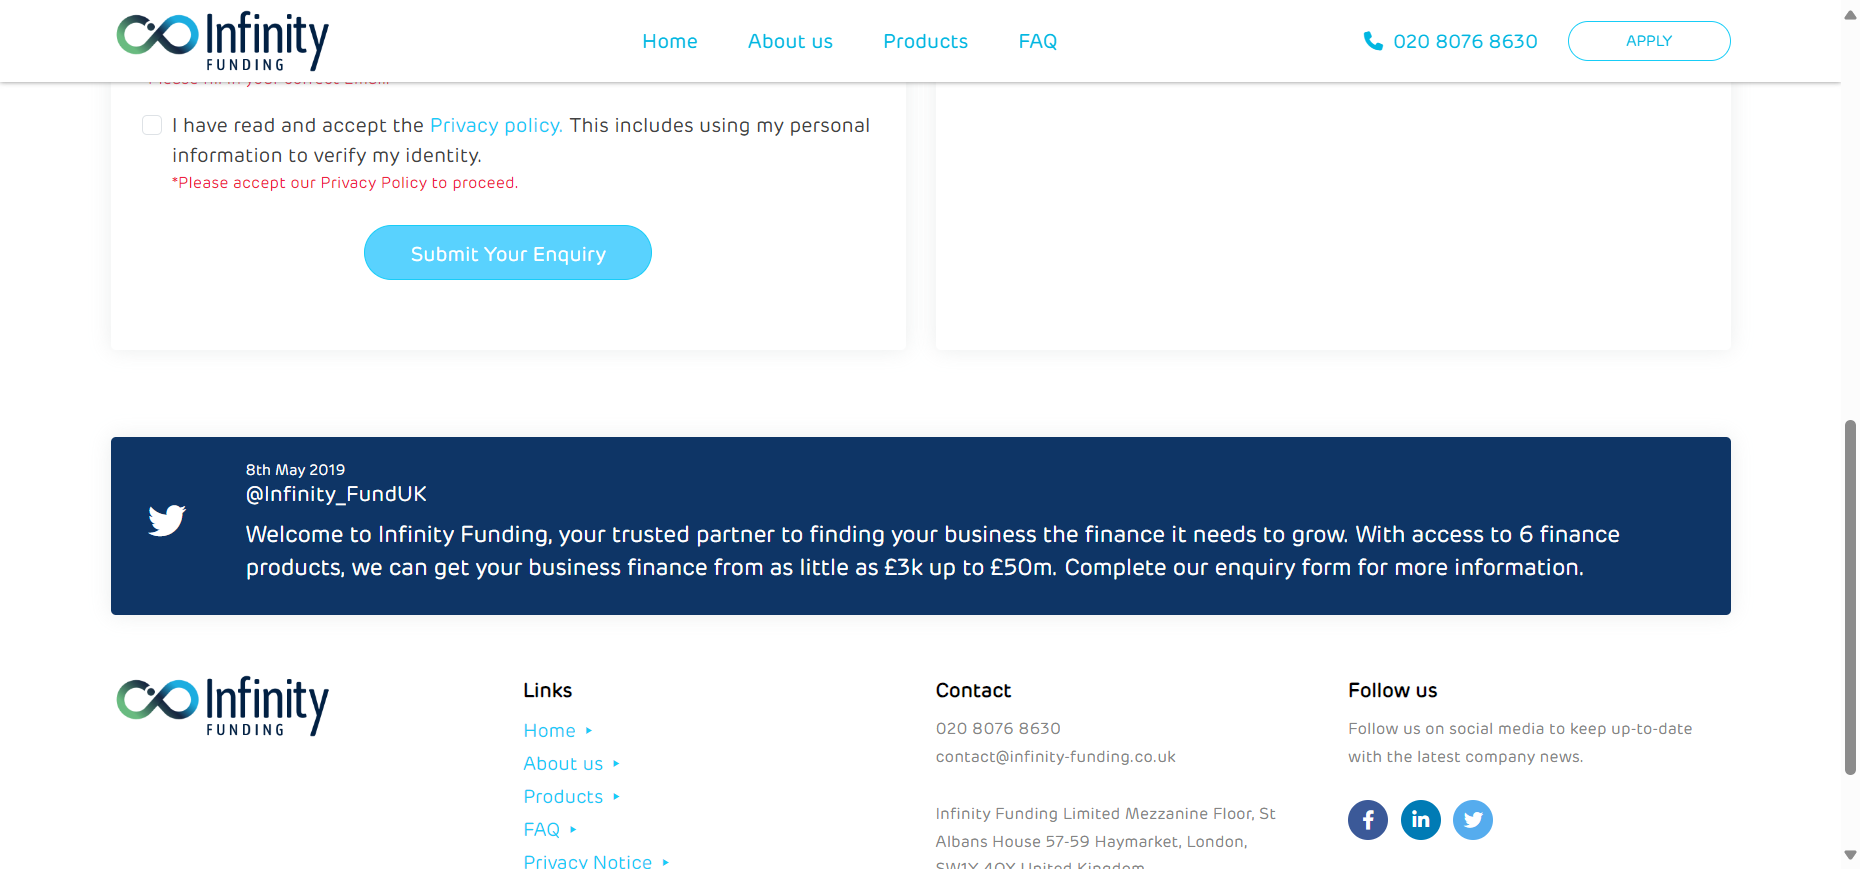 Infinity
FUNDING
Home
About us
Products
FAQ
020 8076 8630
APPLY
I have read and accept the Privacy policy. This includes using my personal
information to verify my identity.
*Please accept our Privacy Policy to proceed.
Submit Your Enquiry
8th May 2019
@Infinity_FundUK
Welcome to Infinity Funding, your trusted partner to finding your business the finance it needs to grow. With access to 6 finance
products, we can get your business finance from as little as £3k up to £50m. Complete our enquiry form for more information.
Infinity
FUNDING
Links
Home
About us
Products
FAQ
Privacy Notice
Contact
020 8076 8630
contact@infinity-funding.co.uk
Infinity Funding Limited Mezzanine Floor, St
Albans House 57-59 Haymarket, London,
United Kingdom
Follow us
Follow us on social media to keep up-to-date
with the latest company news.